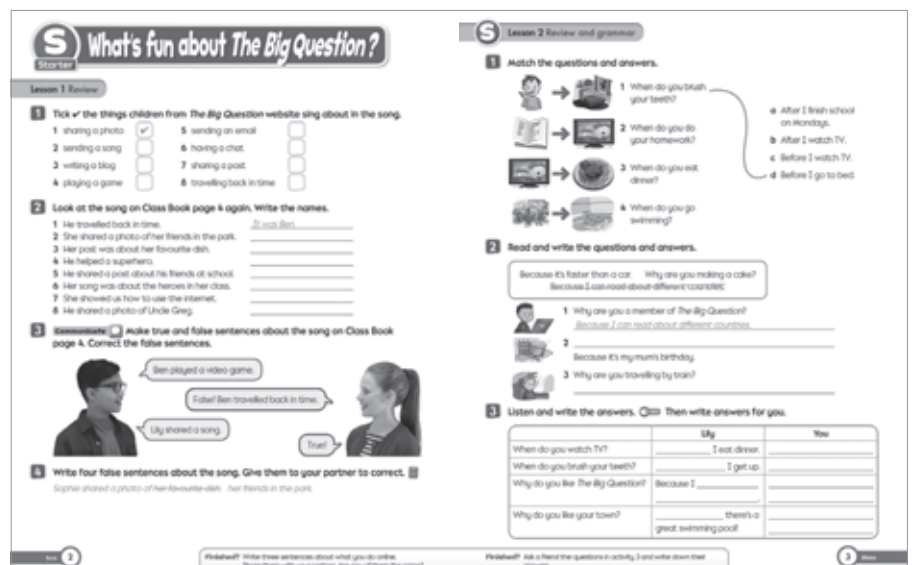 S
Starter
What's fun about The Big Question?
Lesson 1 Review
1 Tick ✔ the things children from The Big Question website sing about in the song.
1 sharing a photo ✔
2 sending a song
3 writing a blog
4 playing a game
5 sending an email
6 having a chat
7 sharing a post
8 travelling back in time
2 Look at the song on Class Book page 4 again. Write the names.
1 He travelled back in time. It was Ben.
2 She shared a photo of her friends in the park.
3 Her post was about her favourite dish.
4 He helped a superhero.
5 He shared a post about his friends at school.
6 Her song was about the heroes in her class.
7 She showed us how to use the internet.
8 He shared a photo of Uncle Greg.
3 Communicate Make true and false sentences about the song on Class Book
page 4. Correct the false sentences.
Ben played a video game.
False! Ben travelled back in time.
Lily shared a song.
True!
4 Write four false sentences about the song. Give them to your partner to correct.
Sophie shared a photo of her favourite dish. her friends in the park.
2
Finished? Write three sentences about what you do online.
S Lesson 2 Review and grammar
1 Match the questions and answers.
1 When do you brush
your teeth?
2 When do you do
your homework?
3 When do you eat
dinner?
4 When do you go
swimming?
a After I finish school
on Mondays.
b After I watch TV.
c Before I watch TV.
d Before I go to bed.
2 Read and write the questions and answers.
Because it's faster than a car. Why are you making a cake?
Because I can read about different countries.
1 Why are you a member of The Big Question?
Because I can read about different countries.
2
Because it's my mum's birthday.
3 Why are you travelling by train?
3 Listen and write the answers. Then write answers for you.
Lily You
When do you watch TV? I eat dinner.
When do you brush your teeth? I get up.
Why do you like The Big Question? Because I
.
Why do you like your town? there's a
great swimming pool!
Finished? Ask a friend the questions in activity 3 and write down their
3